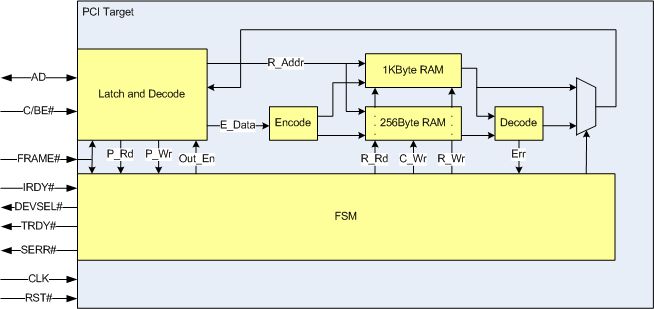 PCI Target
AD
C/BE#
FRAME#
IRDY#
DEVSEL#
TRDY#
SERR#
CLK
RST#
Latch and Decode
R_Addr
E_Data
Encode
1KByte RAM
256Byte RAM
Decode
P_Rd
P_Wr
Out_En
R_Rd
C_Wr
R_Wr
Err
FSM